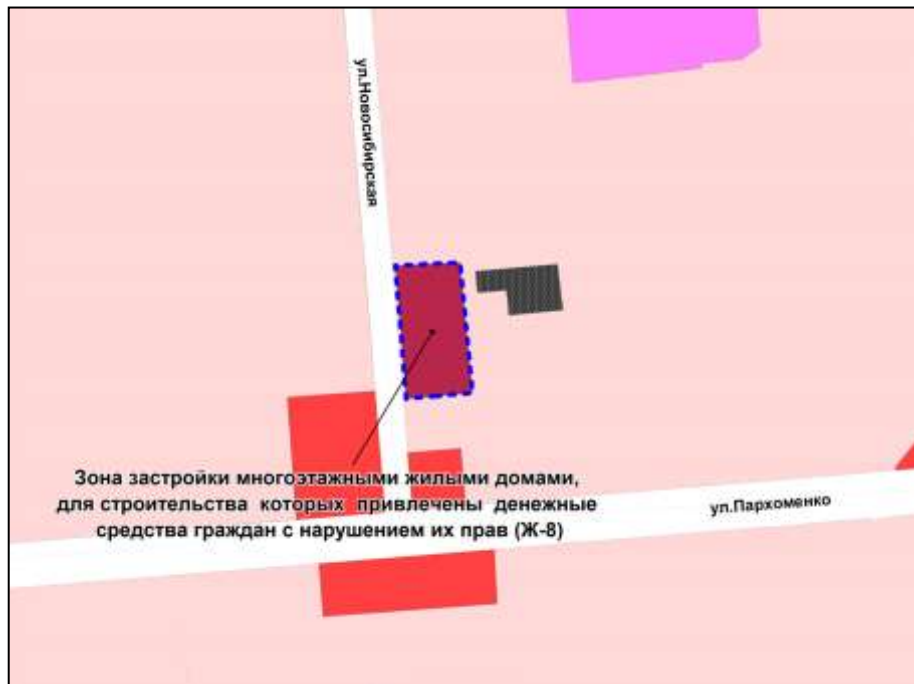 ул.Новосибирская
Зона застройки многоэтажными жилыми домами,
для строительства которых привлечены денежные
средства граждан с нарушением их прав (Ж-8)
ул.Пархоменко